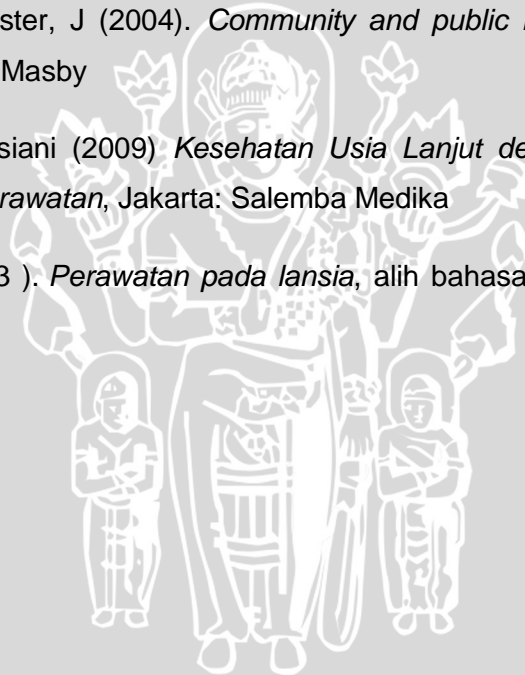 ster, J (2004). Community and public
Masby
siani (2009) Kesehatan Usia Lanjut de
rawatan, Jakarta: Salemba Medika
3 ). Perawatan pada lansia, alih bahasa